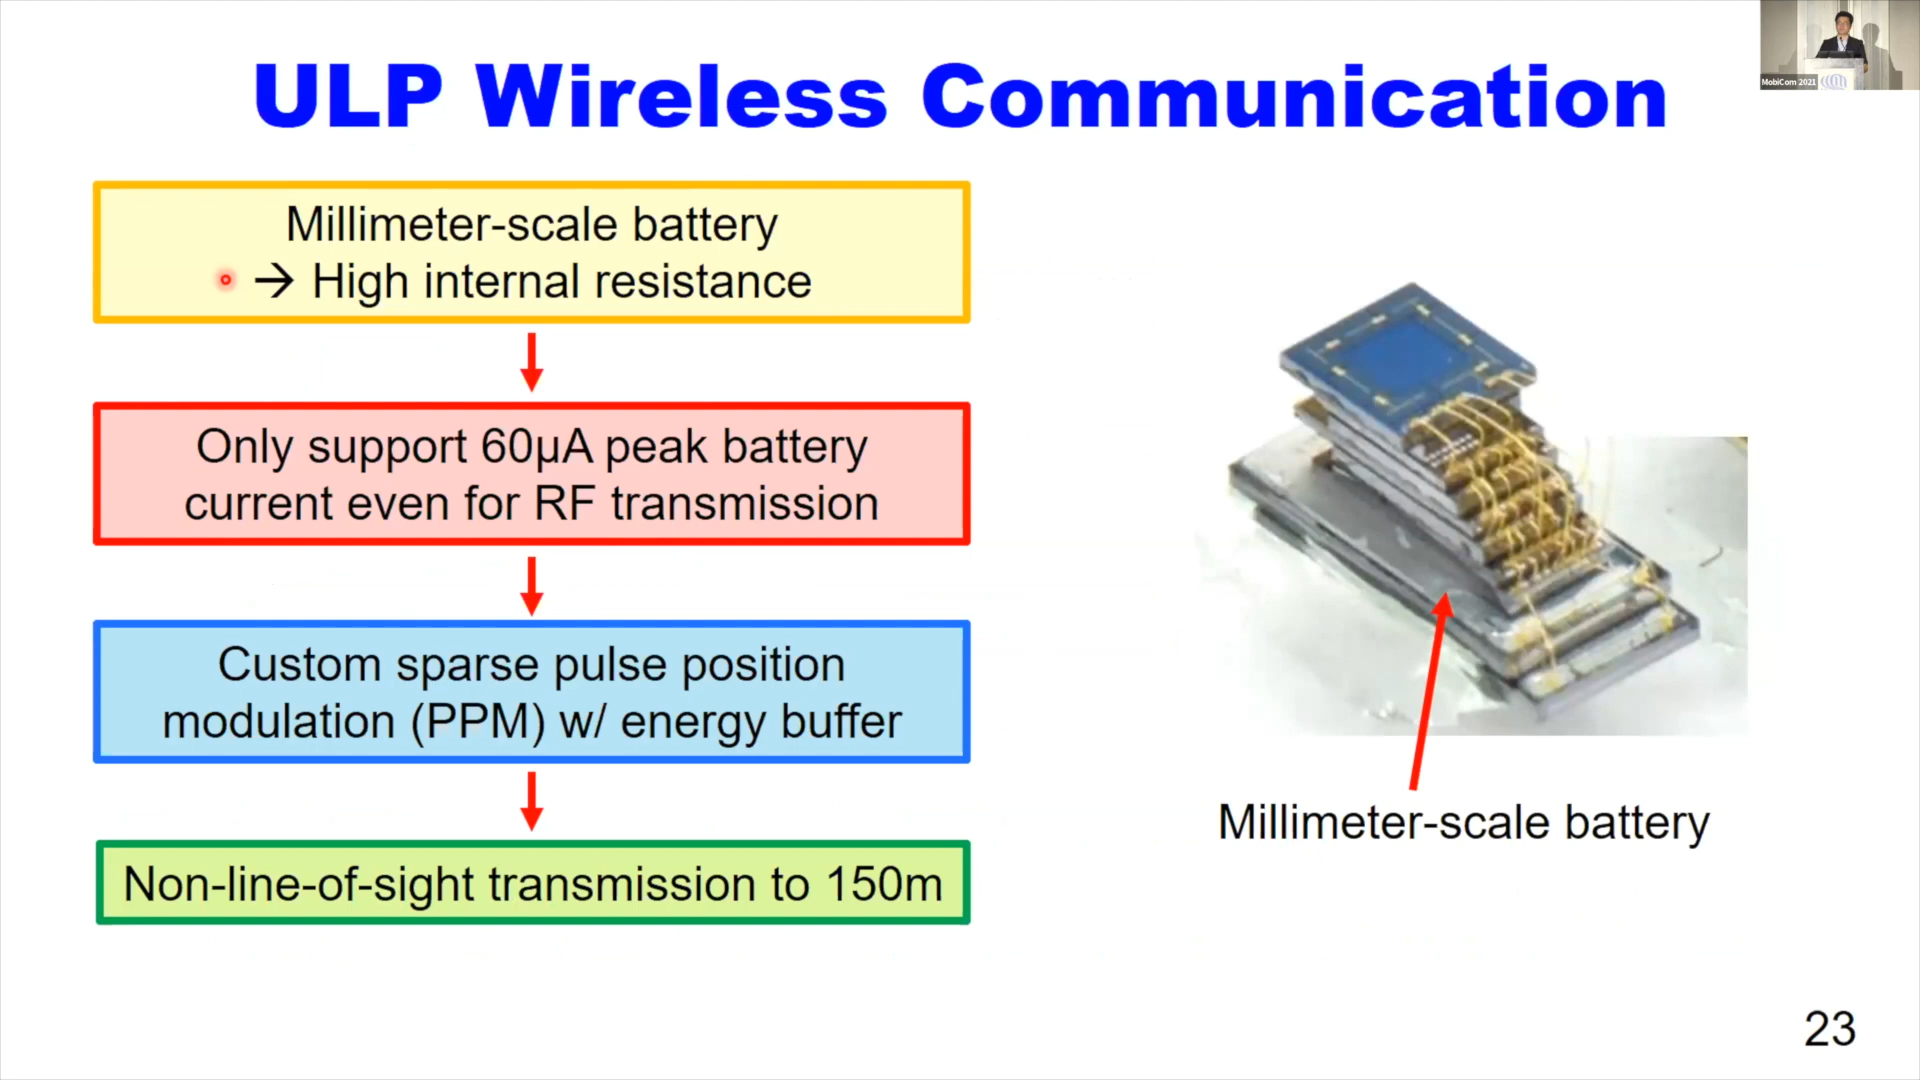 ULP Wireless Communication
MobiCom 2021
Millimeter-scale battery
→ High internal resistance
Only support 60µA peak battery
current even for RF transmission
Custom sparse pulse position
modulation (PPM) w/ energy buffer
Non-line-of-sight transmission to 150m
Millimeter-scale battery
23